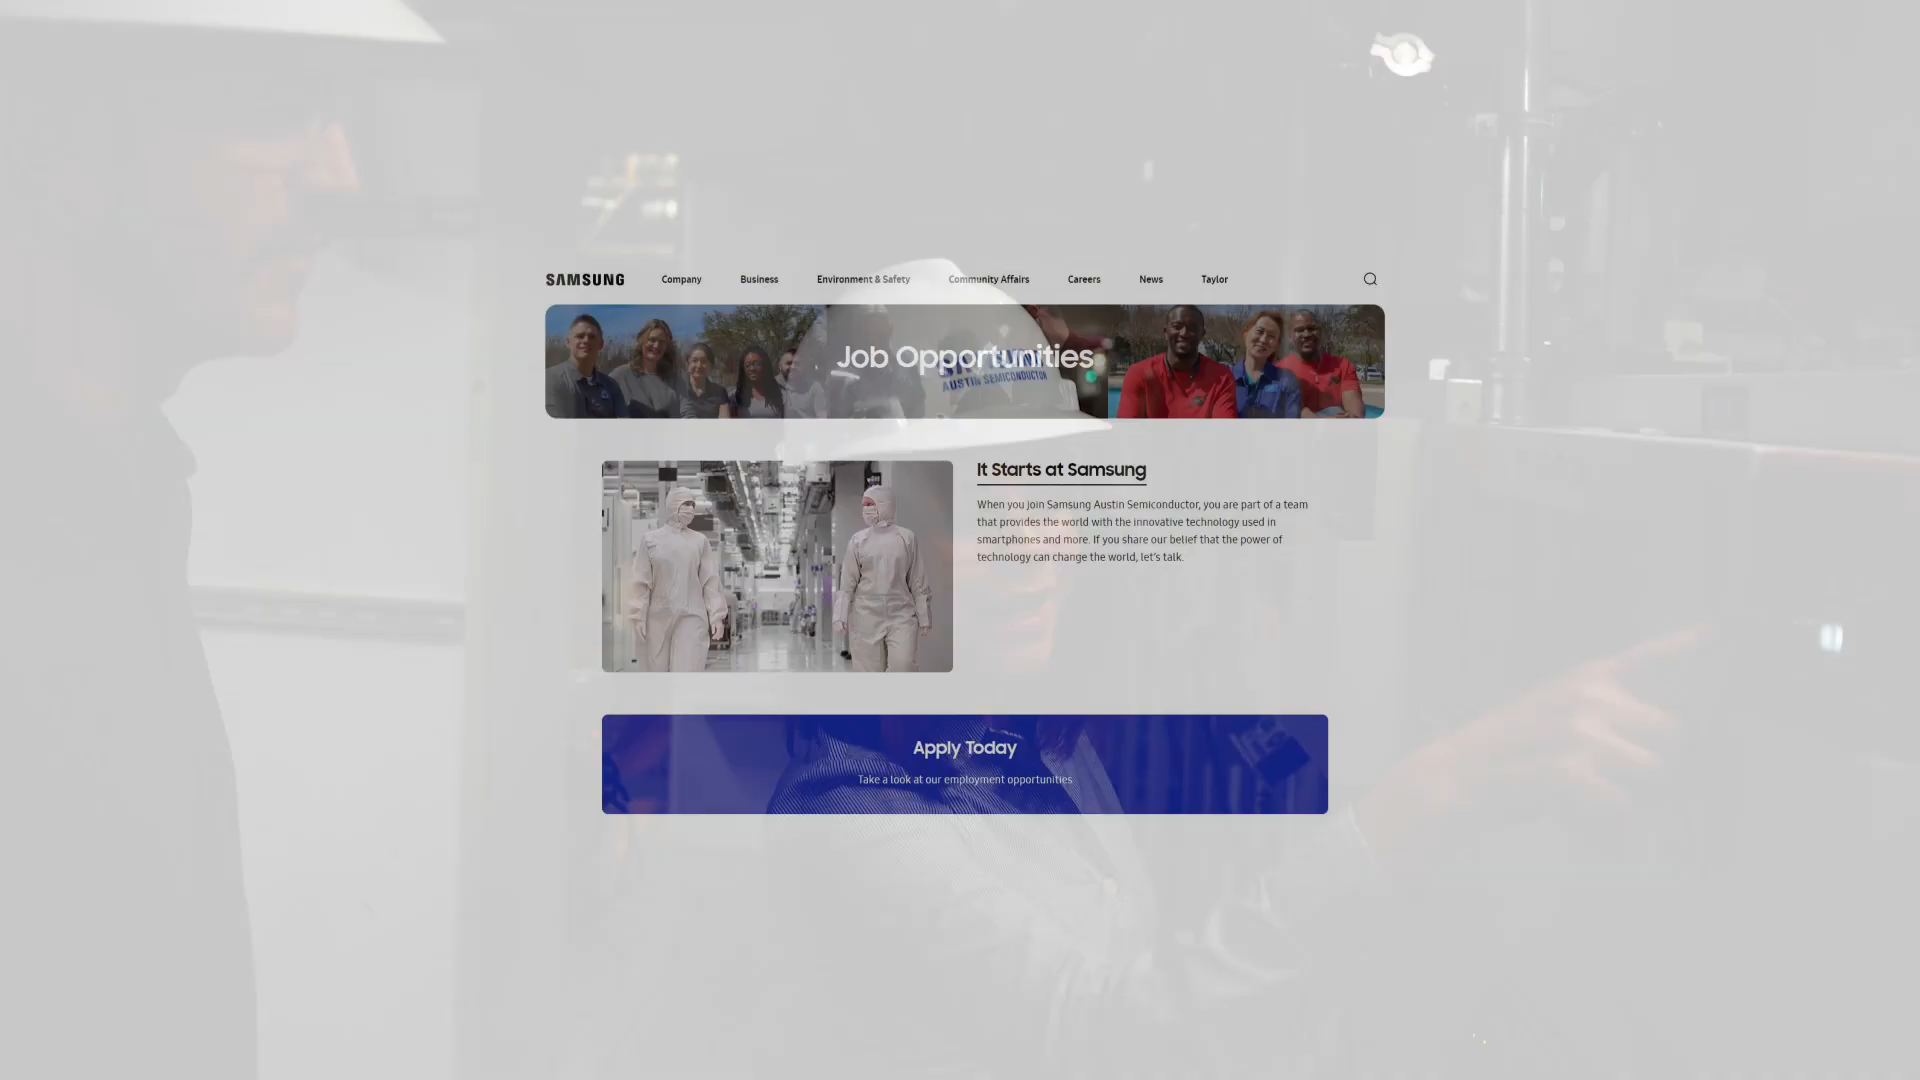 SAMSUNG Company Business Environment & Safety Community Affairs Careers News Taylor
Job Opportunities
AUSTIN SEMICONDUCTOR
It Starts at Samsung
When you join Samsung Austin Semiconductor, you are part of a team
that provides the world with the innovative technology used in
smartphones and more. If you share our belief that the power of
technology can change the world, let's talk.
Apply Today
Take a look at our employment opportunities